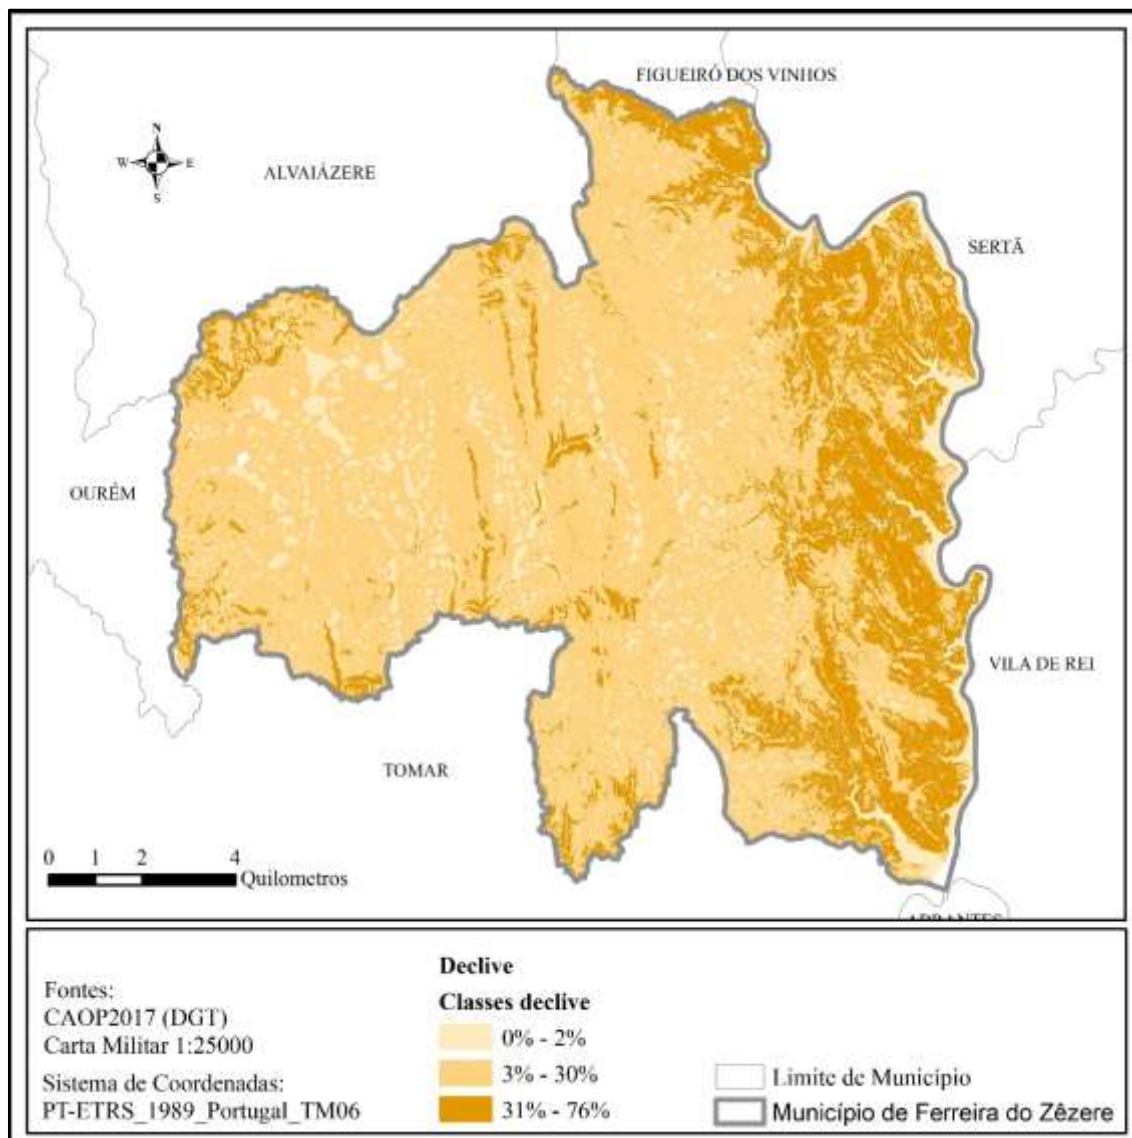 FIGUEIRÓ DOS VINHOS
N
W E
S
ALVAIÁZERE
SERTÃ
OURÉM
VILA DE REI
TOMAR
0 1 2 4
Quilometros
ABRANTES
Fontes:
CAOP2017 (DGT)
Carta Militar 1:25000
Sistema de Coordenadas:
PT-ETRS_1989_Portugal_TM06
Declive
Classes declive
0% - 2%
3% - 30%
31% - 76%
Limite de Município
Município de Ferreira do Zêzere